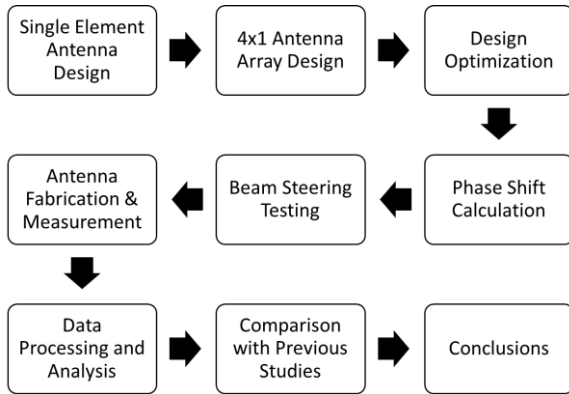 Single Element
Antenna
Design
4x1 Antenna
Array Design
Design
Optimization
Phase Shift
Calculation
Beam Steering
Testing
Antenna
Fabrication &
Measurement
Data
Processing and
Analysis
Comparison
with Previous
Studies
Conclusions